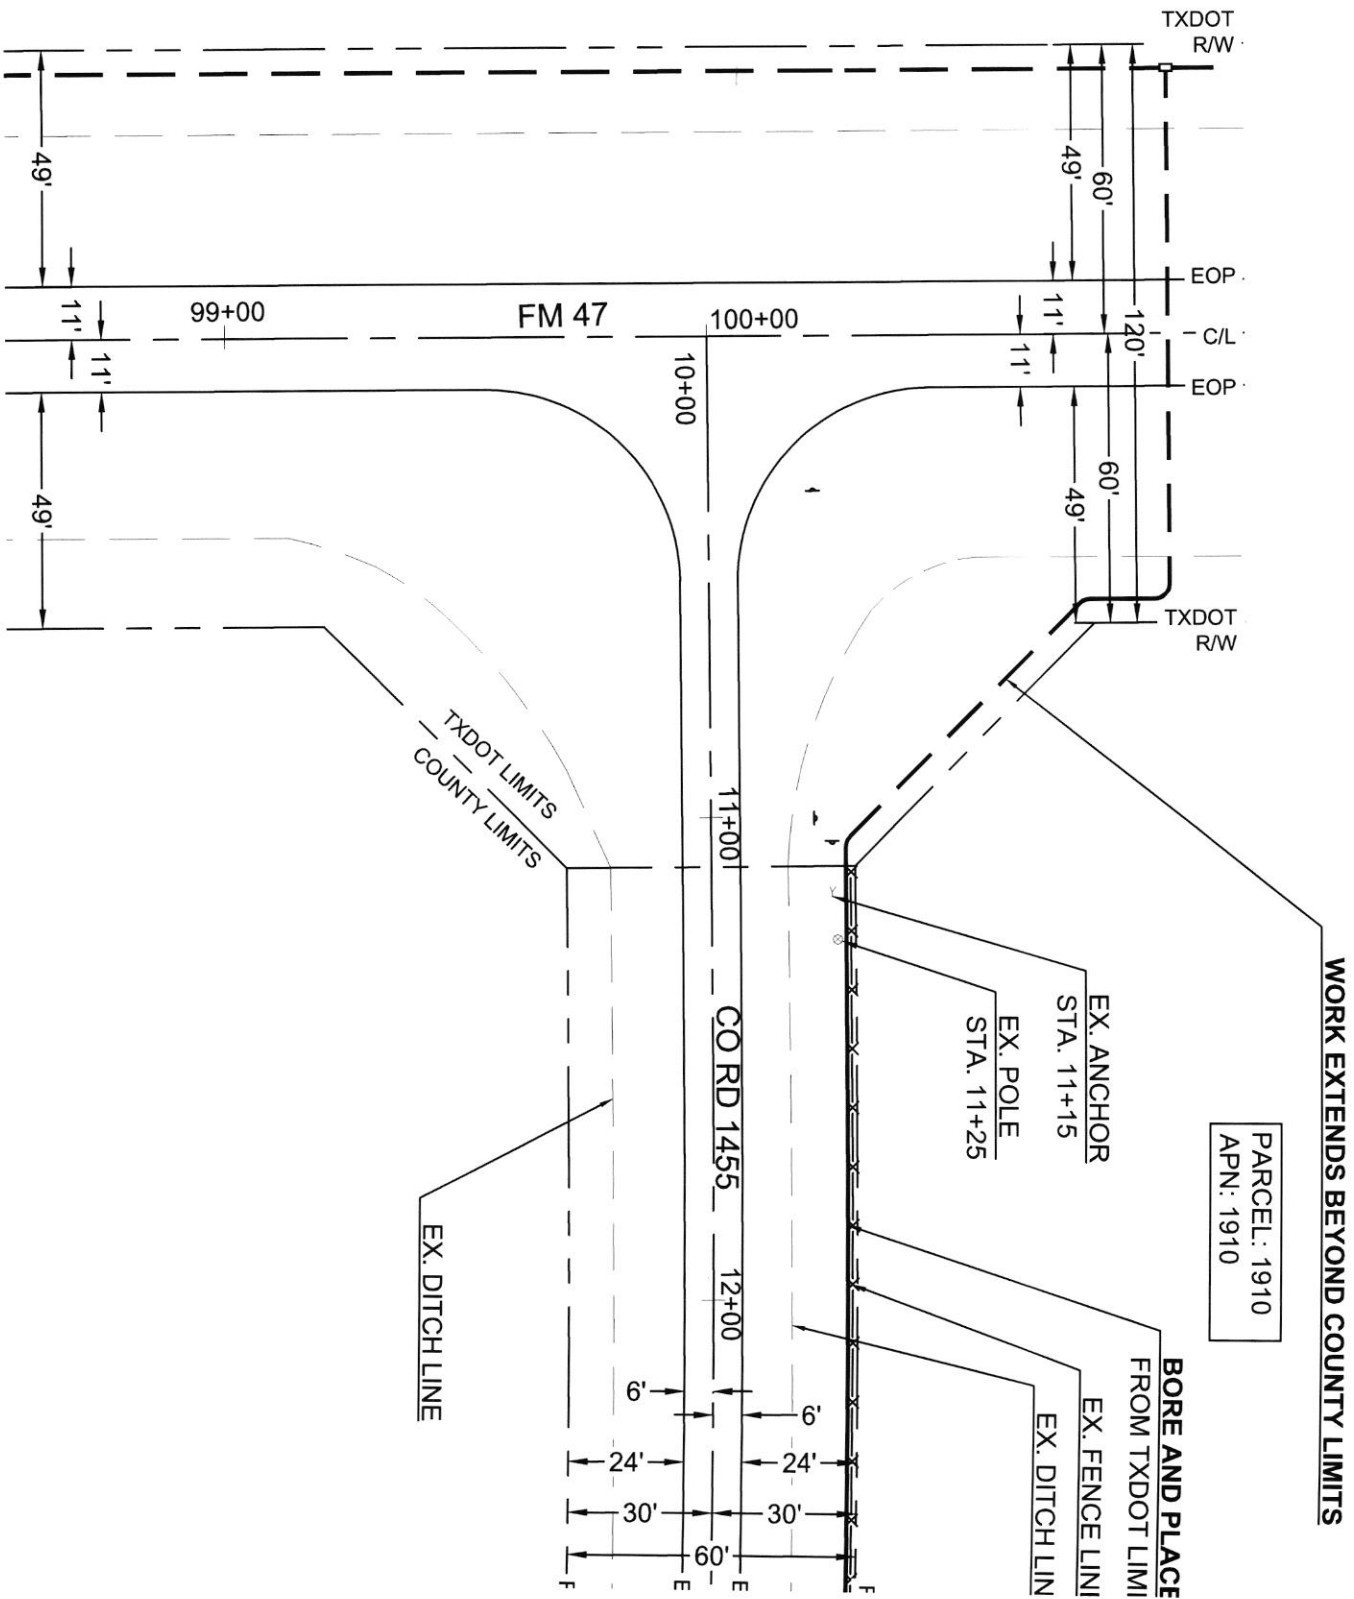 TXDOT
R/W
49'
60'
49'
120'
EOP
11'
99+00
FM 47
100+00
11'
C/L
11'
10+00
11'
EOP
49'
60'
49'
TXDOT
R/W
TXDOT LIMITS
COUNTY LIMITS
11+00
WORK EXTENDS BEYOND COUNTY LIMITS
EX. ANCHOR
STA. 11+15
EX. POLE
STA. 11+25
PARCEL: 1910
APN: 1910
CO RD 1455
EX. DITCH LINE
12+00
BORE AND PLACE
FROM TXDOT LIMI
EX. FENCE LIN
EX. DITCH LIN
6'
6'
24'
24'
30'
30'
60'
E
E